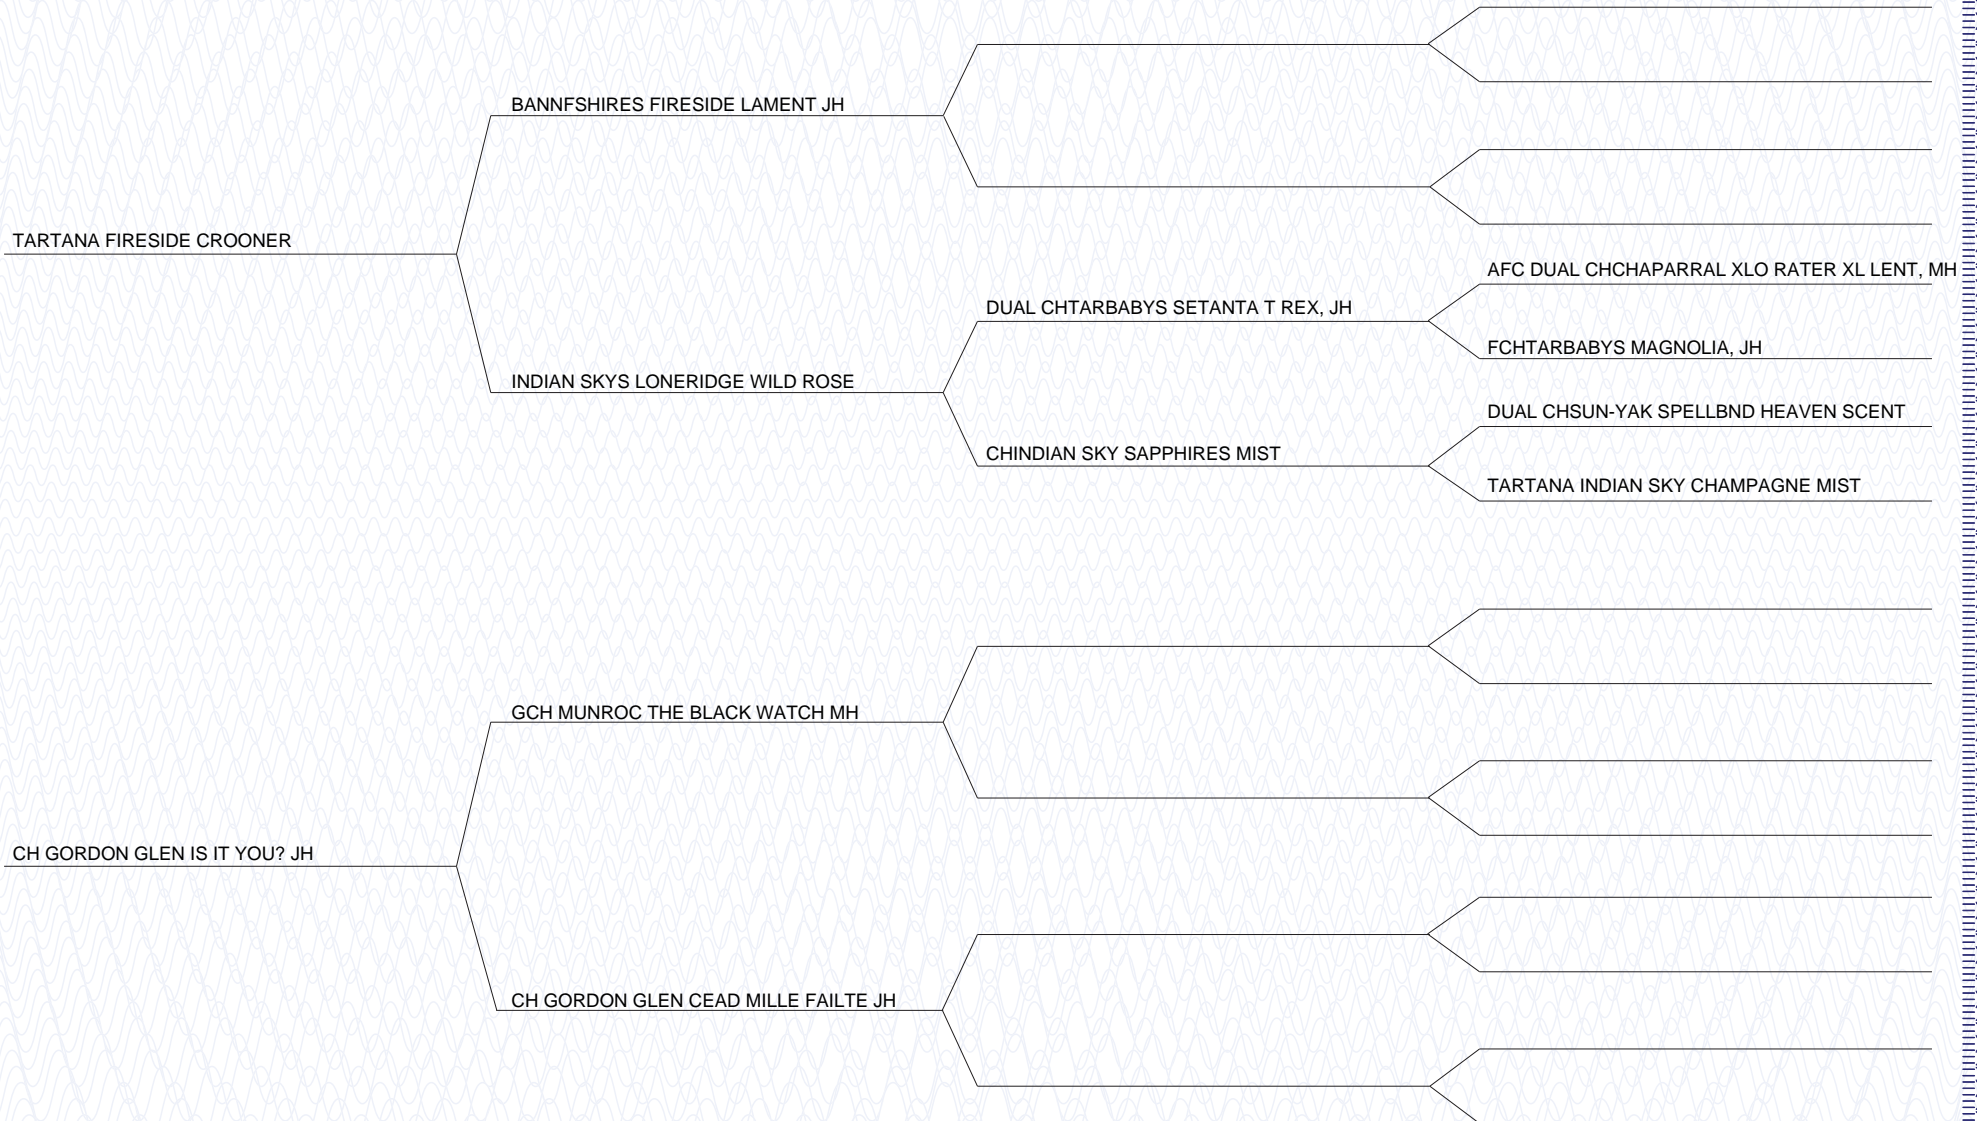 BANNFSHIRES FIRESIDE LAMENT JH
TARTANA FIRESIDE CROONER
AFC DUAL CHCHAPARRAL XLO RATER XL LENT, MH
DUAL CHTARBABYS SETANTA T REX, JH
FCHTARBABYS MAGNOLIA, JH
INDIAN SKYS LONERIDGE WILD ROSE
DUAL CHSUN-YAK SPELLBND HEAVEN SCENT
CHINDIAN SKY SAPPHIRES MIST
TARTANA INDIAN SKY CHAMPAGNE MIST
GCH MUNROC THE BLACK WATCH MH
CH GORDON GLEN IS IT YOU? JH
CH GORDON GLEN CEAD MILLE FAILTE JH